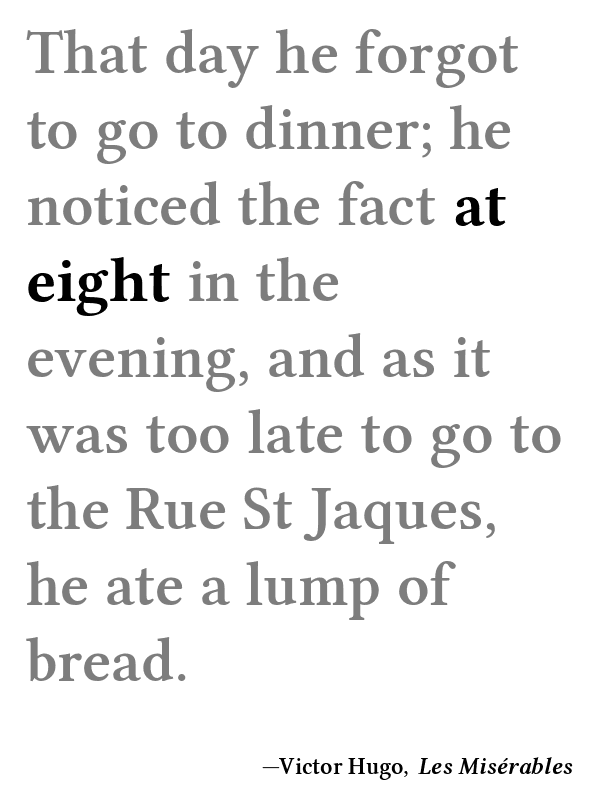 That day he forgot
to go to dinner; he
noticed the fact at
eight in the
evening, and as it
was too late to go to
the Rue St Jaques,
he ate a lump of
bread.
—Victor Hugo, Les Misérables